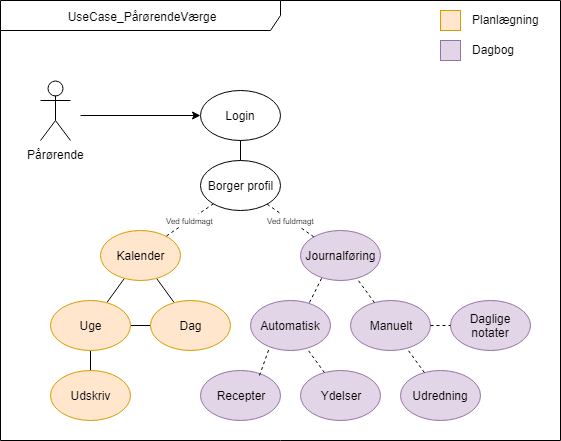 UseCase_PårørendeVærge
Planlægning
Dagbog
Login
Pårørende
Borger profil
Ved fuldmagt
Ved fuldmagt
Kalender
Journalføring
Uge
Dag
Automatisk
Manuelt
Daglige
notater
Udskriv
Recepter
Ydelser
Udredning